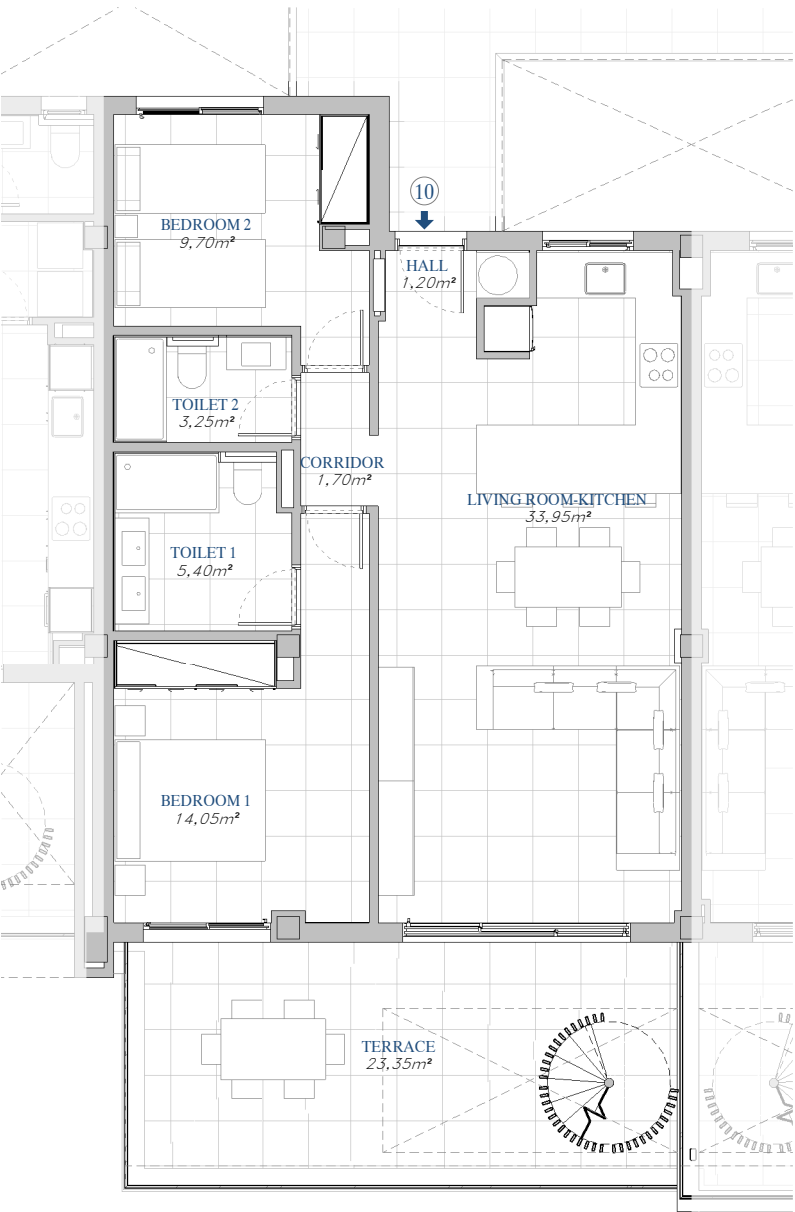 10
BEDROOM 2
9,70m²
HALL
1,20m²
TOILET 2
3,25m²
CORRIDOR
1,70m²
LIVING ROOM-KITCHEN
33,95m²
TOILET 1
5,40m²
BEDROOM 1
14,05m²
TERRACE
23,35m²